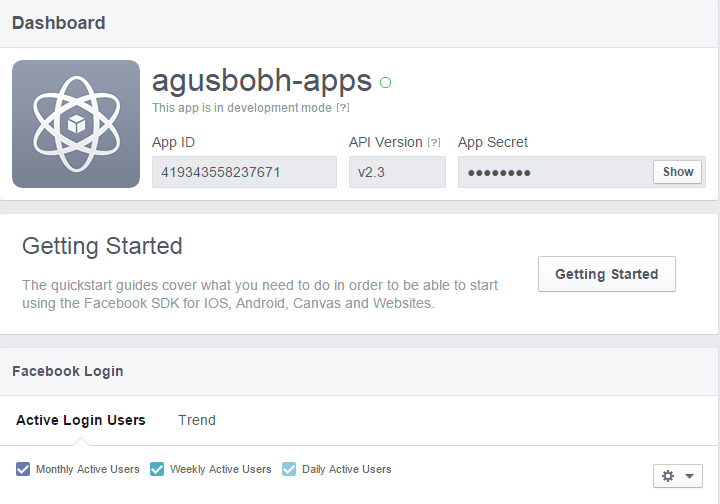 Dashboard
agusbobh-apps
This app is in development mode [?]
App ID
API Version [?]
App Secret
419343558237671
v2.3
●●●●●●●●
Show
Getting Started
The quickstart guides cover what you need to do in order to be able to start
using the Facebook SDK for IOS, Android, Canvas and Websites.
Getting Started
Facebook Login
Active Login Users
Trend
Monthly Active Users
Weekly Active Users
Daily Active Users